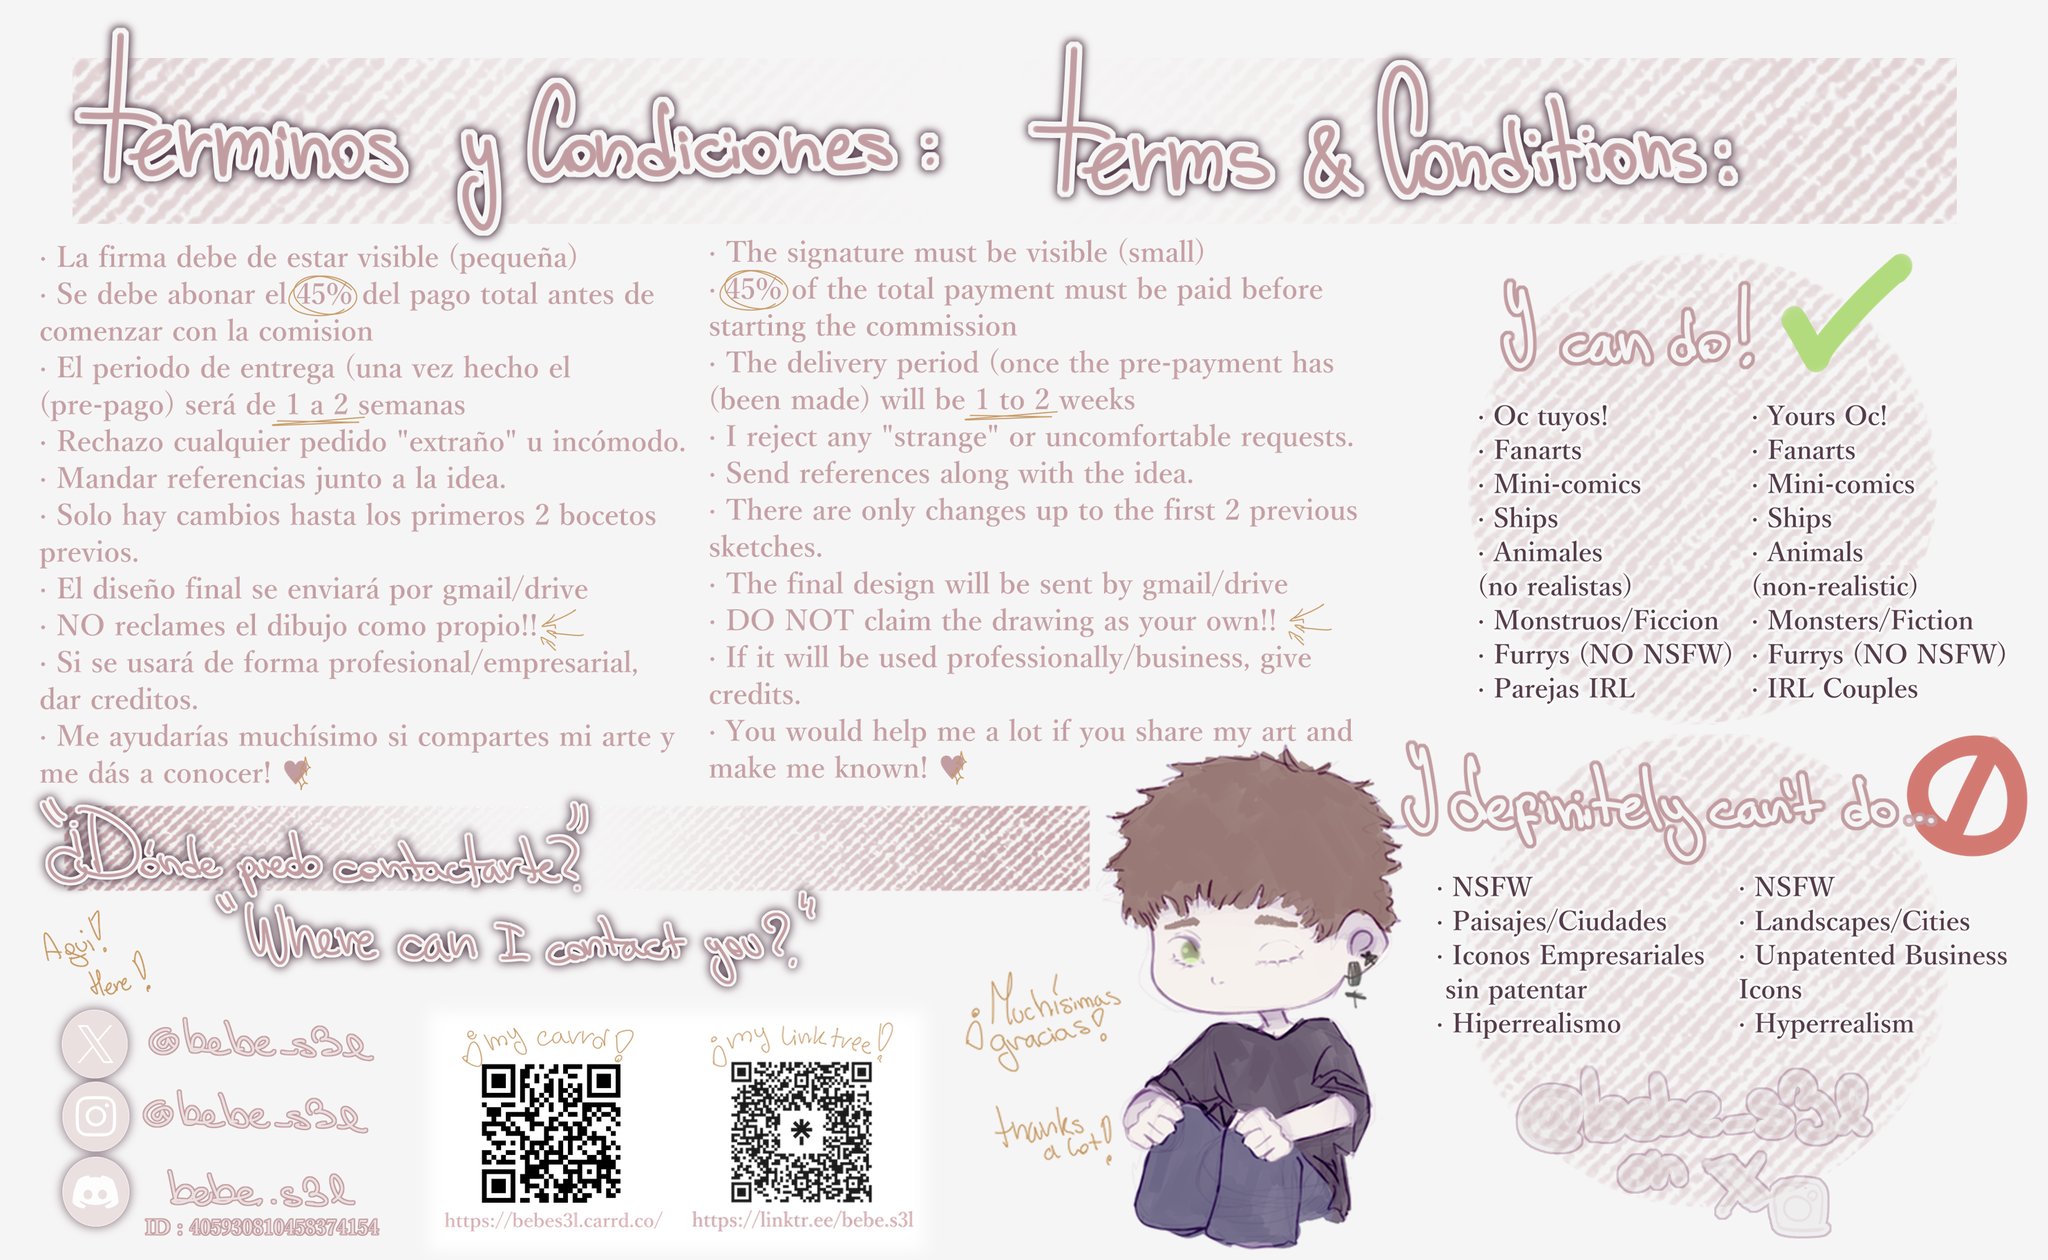 Terminos y Condiciones:
· La firma debe de estar visible (pequeña)
· Se debe abonar el 45% del pago total antes de
comenzar con la comision
· El periodo de entrega (una vez hecho el
(pre-pago) será de 1 a 2 semanas
· Rechazo cualquier pedido "extraño" u incómodo.
· Mandar referencias junto a la idea.
· Solo hay cambios hasta los primeros 2 bocetos
previos.
· El diseño final se enviará por gmail/drive
· NO reclames el dibujo como propio!!
· Si se usará de forma profesional/empresarial,
dar creditos.
· Me ayudarías muchísimo si compartes mi arte y
me dás a conocer! ♥
Terms & Conditions:
· The signature must be visible (small)
· 45% of the total payment must be paid before
starting the commission
· The delivery period (once the pre-payment has
(been made) will be 1 to 2 weeks
· I reject any "strange" or uncomfortable requests.
· Send references along with the idea.
· There are only changes up to the first 2 previous
sketches.
· The final design will be sent by gmail/drive
· DO NOT claim the drawing as your own!!
· If it will be used professionally/business, give
credits.
· You would help me a lot if you share my art and
make me known! ♥
Y can do!
· Oc tuyos!
· Fanarts
· Mini-comics
· Ships
· Animales
(no realistas)
· Monstruos/Ficcion
· Furrys (NO NSFW)
· Parejas IRL
· Yours Oc!
· Fanarts
· Mini-comics
· Ships
· Animals
(non-realistic)
· Monsters/Fiction
· Furrys (NO NSFW)
· IRL Couples
Y definitely can't do...
· NSFW
· Paisajes/Ciudades
· Iconos Empresariales
sin patentar
· Hiperrealismo
· NSFW
· Landscapes/Cities
· Unpatented Business
Icons
· Hyperrealism
@bebe_s3l
on X
"¿Dónde puedo contactarte?"
"Where can I contact you?"
Aqui!
Here!
@bebe_s3l
@bebe_s3l
bebe.s3l
ID : 405930810458374154
¡my carrd!
https://bebes3l.carrd.co/
¡my linktree!
https://linktr.ee/bebe.s3l
¡Muchísimas
gracias!
thanks
a lot!